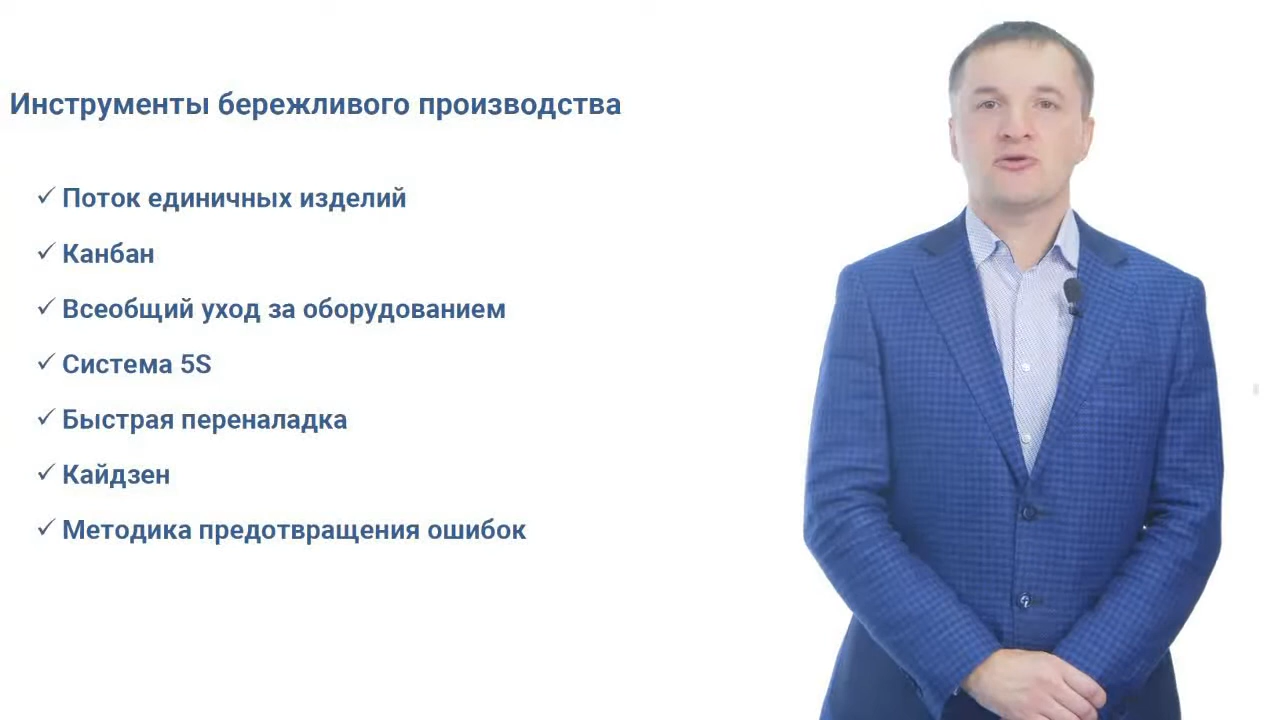 Инструменты бережливого производства
Поток единичных изделий
Канбан
Всеобщий уход за оборудованием
Система 5S
Быстрая переналадка
Кайдзен
Методика предотвращения ошибок